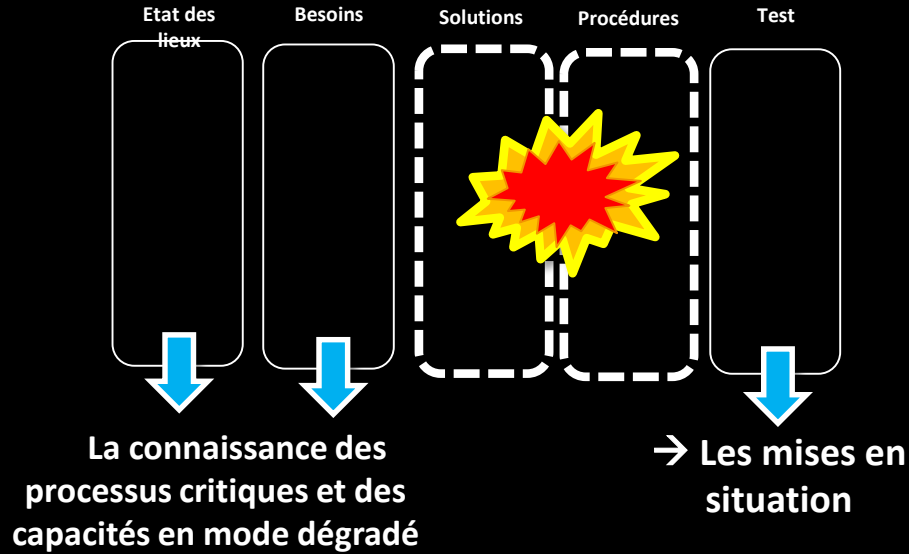 Etat des
lieux
Besoins
Solutions
Procédures
Test
La connaissance des
processus critiques et des
capacités en mode dégradé
→ Les mises en
situation